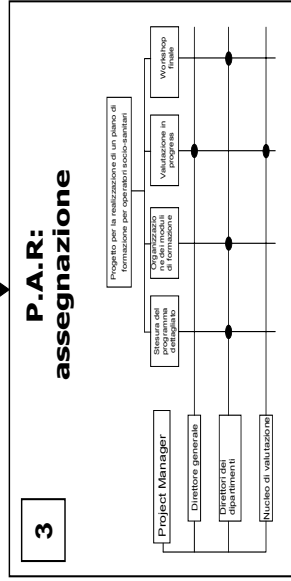 3
P.A.R:
assegnazione
Progetto per la realizzazione di un piano di
formazione per operatori socio-sanitari
Stesura del
programma
dettagliato
Organizzazio
ne dei moduli
di formazione
Valutazione in
progress
Workshop
finale
Project Manager
Direttore generale
Direttori dei
dipartimenti
Nucleo di valutazione